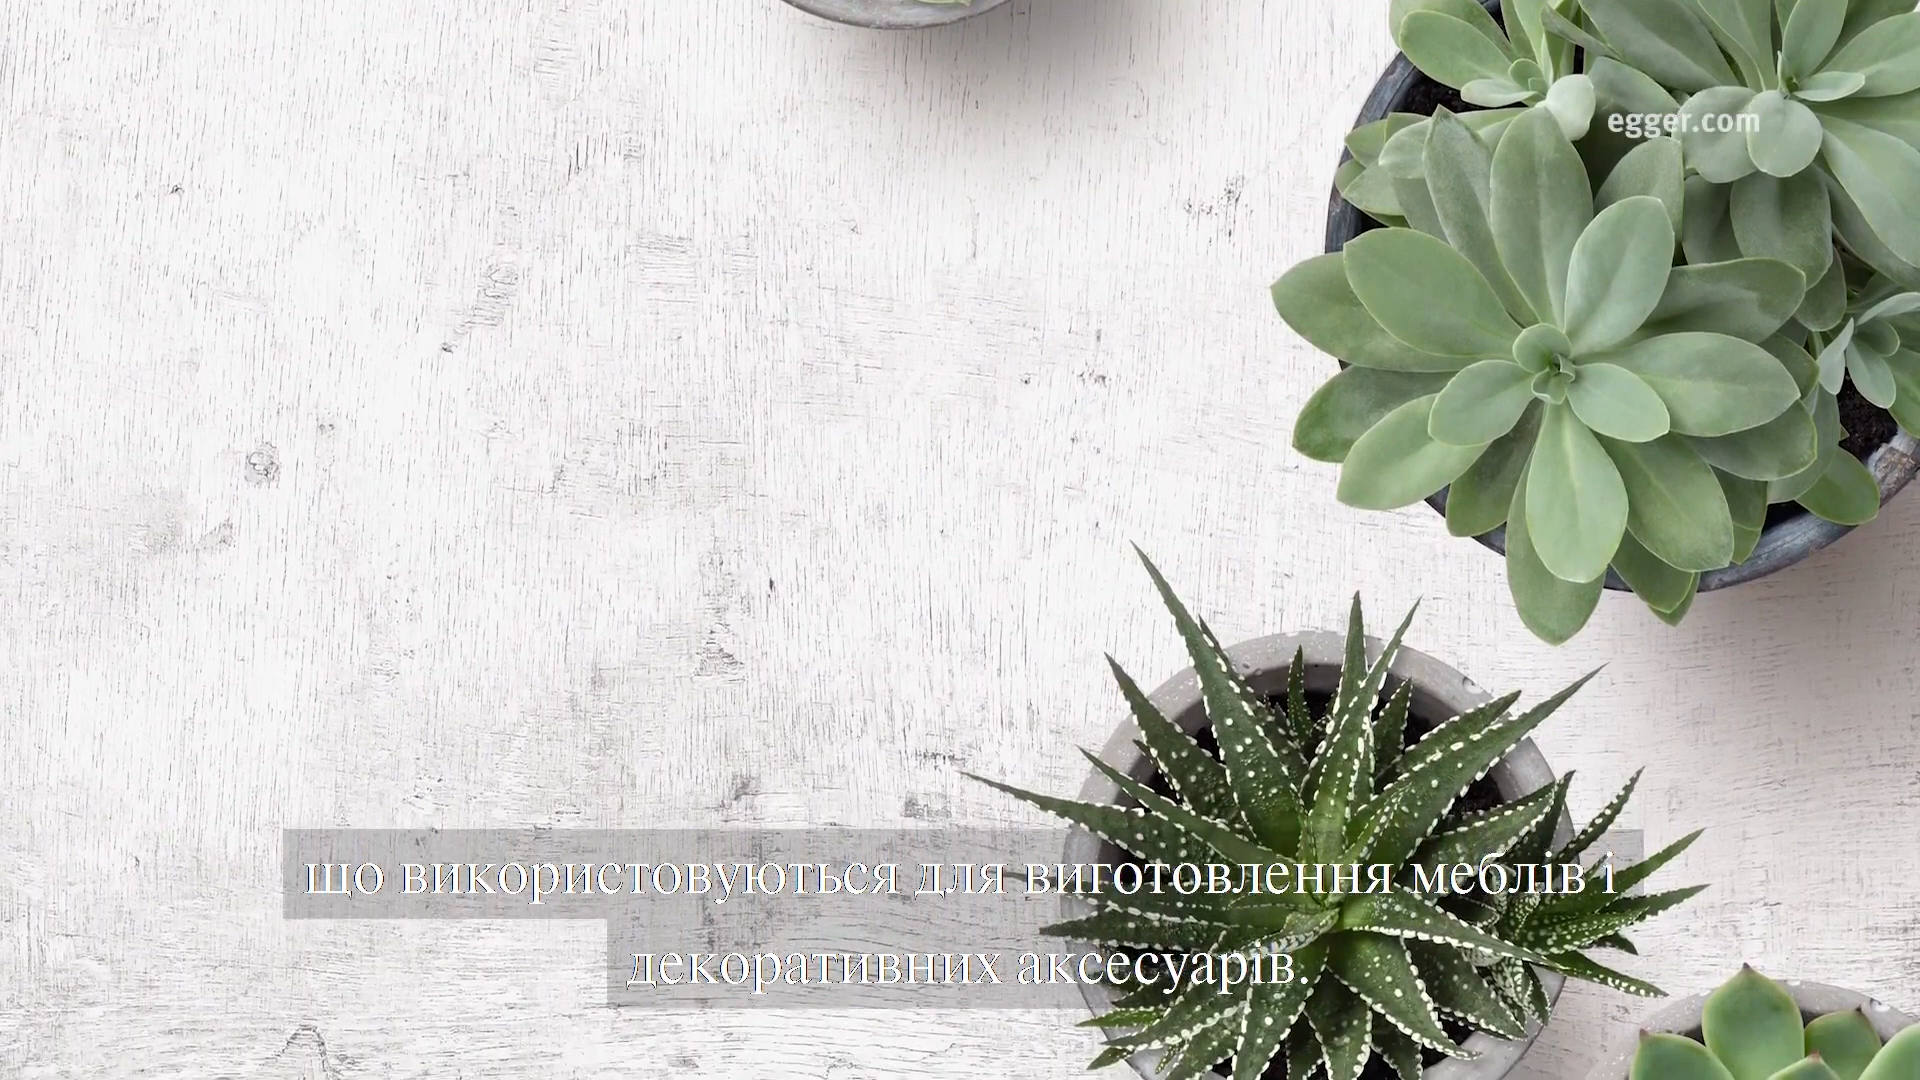 egger.com
що використовуються для виготовлення меблів і
декоративних аксесуарів.